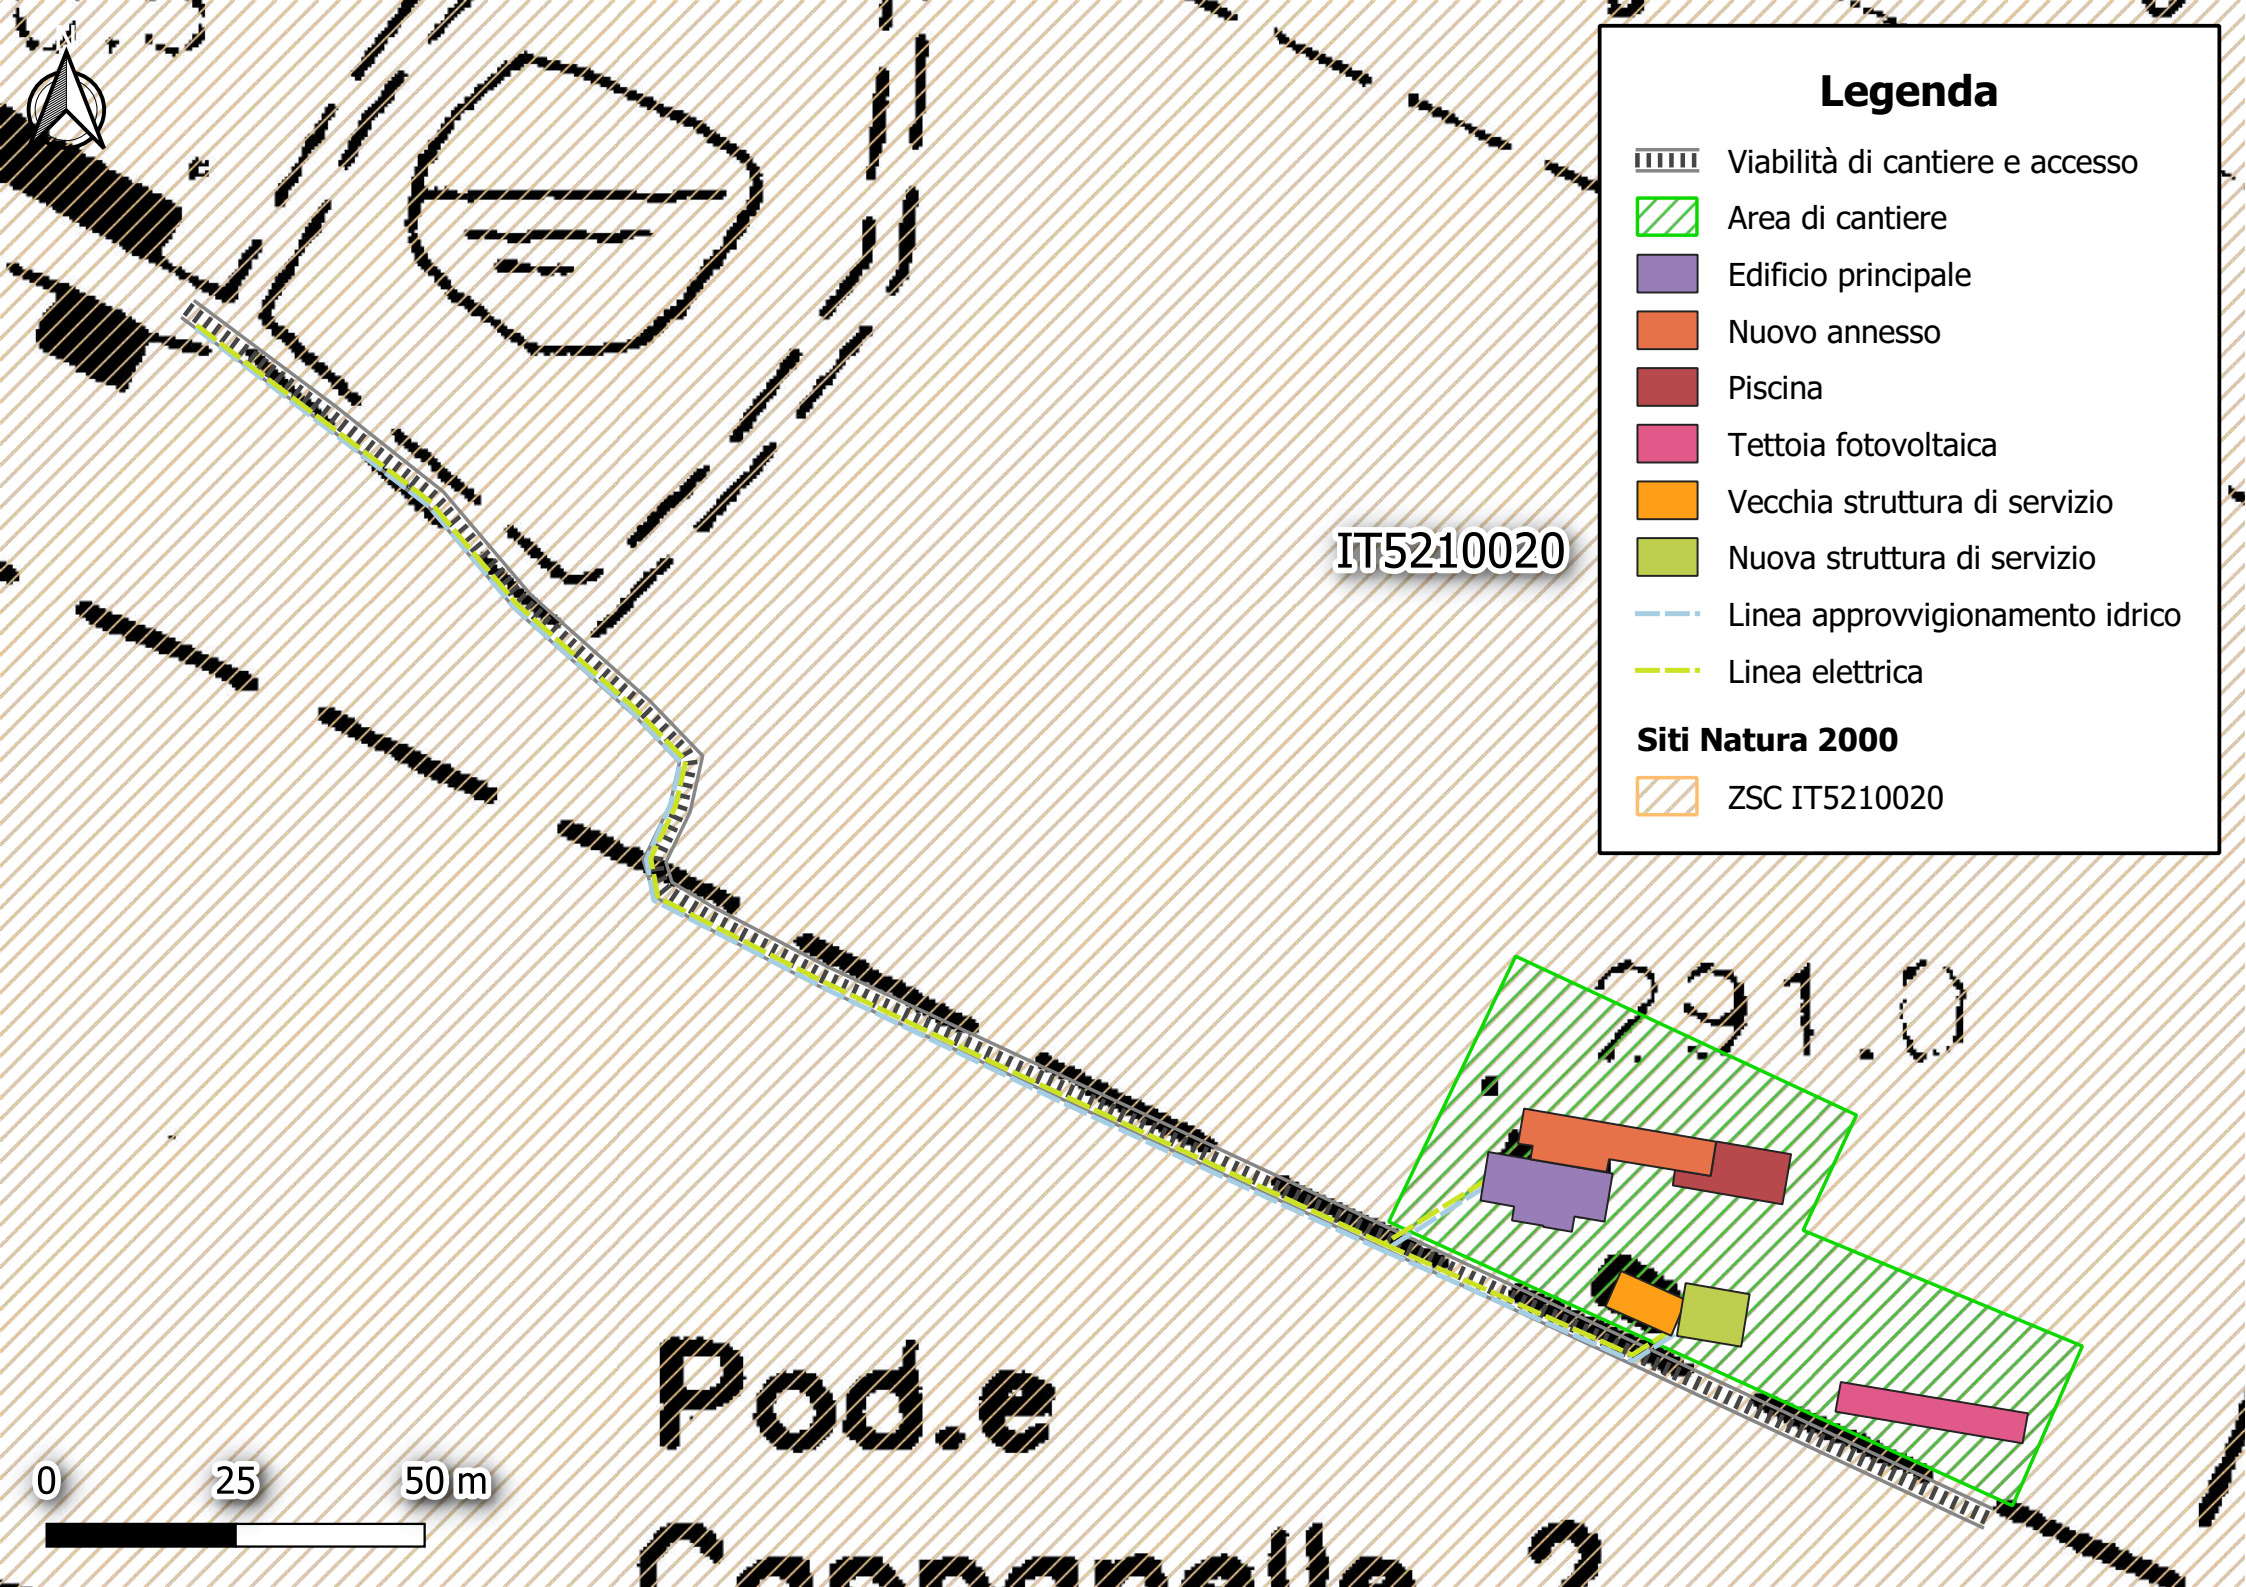 N
Legenda
Viabilità di cantiere e accesso
Area di cantiere
Edificio principale
Nuovo annesso
Piscina
Tettoia fotovoltaica
Vecchia struttura di servizio
Nuova struttura di servizio
Linea approvvigionamento idrico
Linea elettrica
Siti Natura 2000
ZSC IT5210020
IT5210020
291.0
Pod.e
0 25 50 m